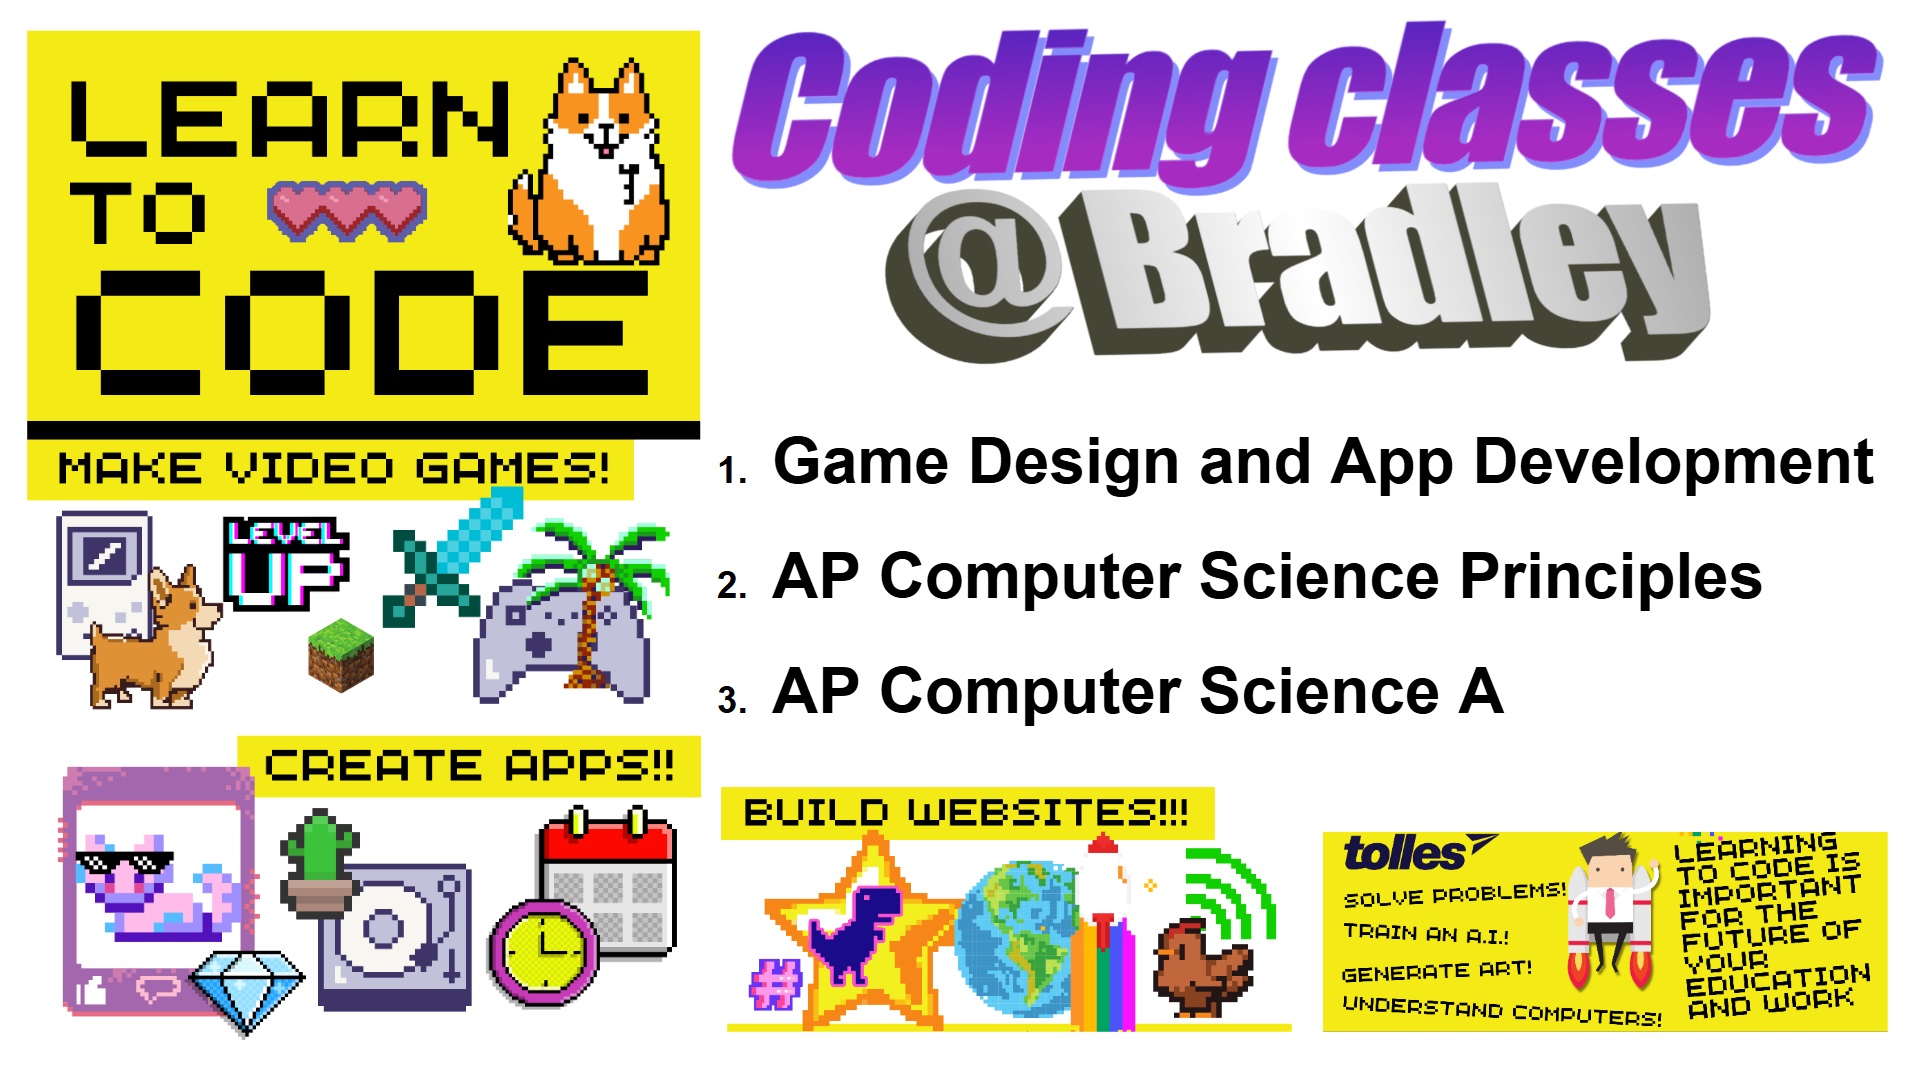 LEARN
TO
CODE
MAKE VIDEO GAMES!
LEVEL
UP
CREATE APPS!!
Coding classes
@ Bradley
1. Game Design and App Development
2. AP Computer Science Principles
3. AP Computer Science A
BUILD WEBSITES!!!
#
tolles
SOLVE PROBLEMS!
TRAIN AN A.I.!
GENERATE ART!
UNDERSTAND COMPUTERS!
LEARNING
TO CODE IS
IMPORTANT
FOR THE
FUTURE OF
YOUR
EDUCATION
AND WORK